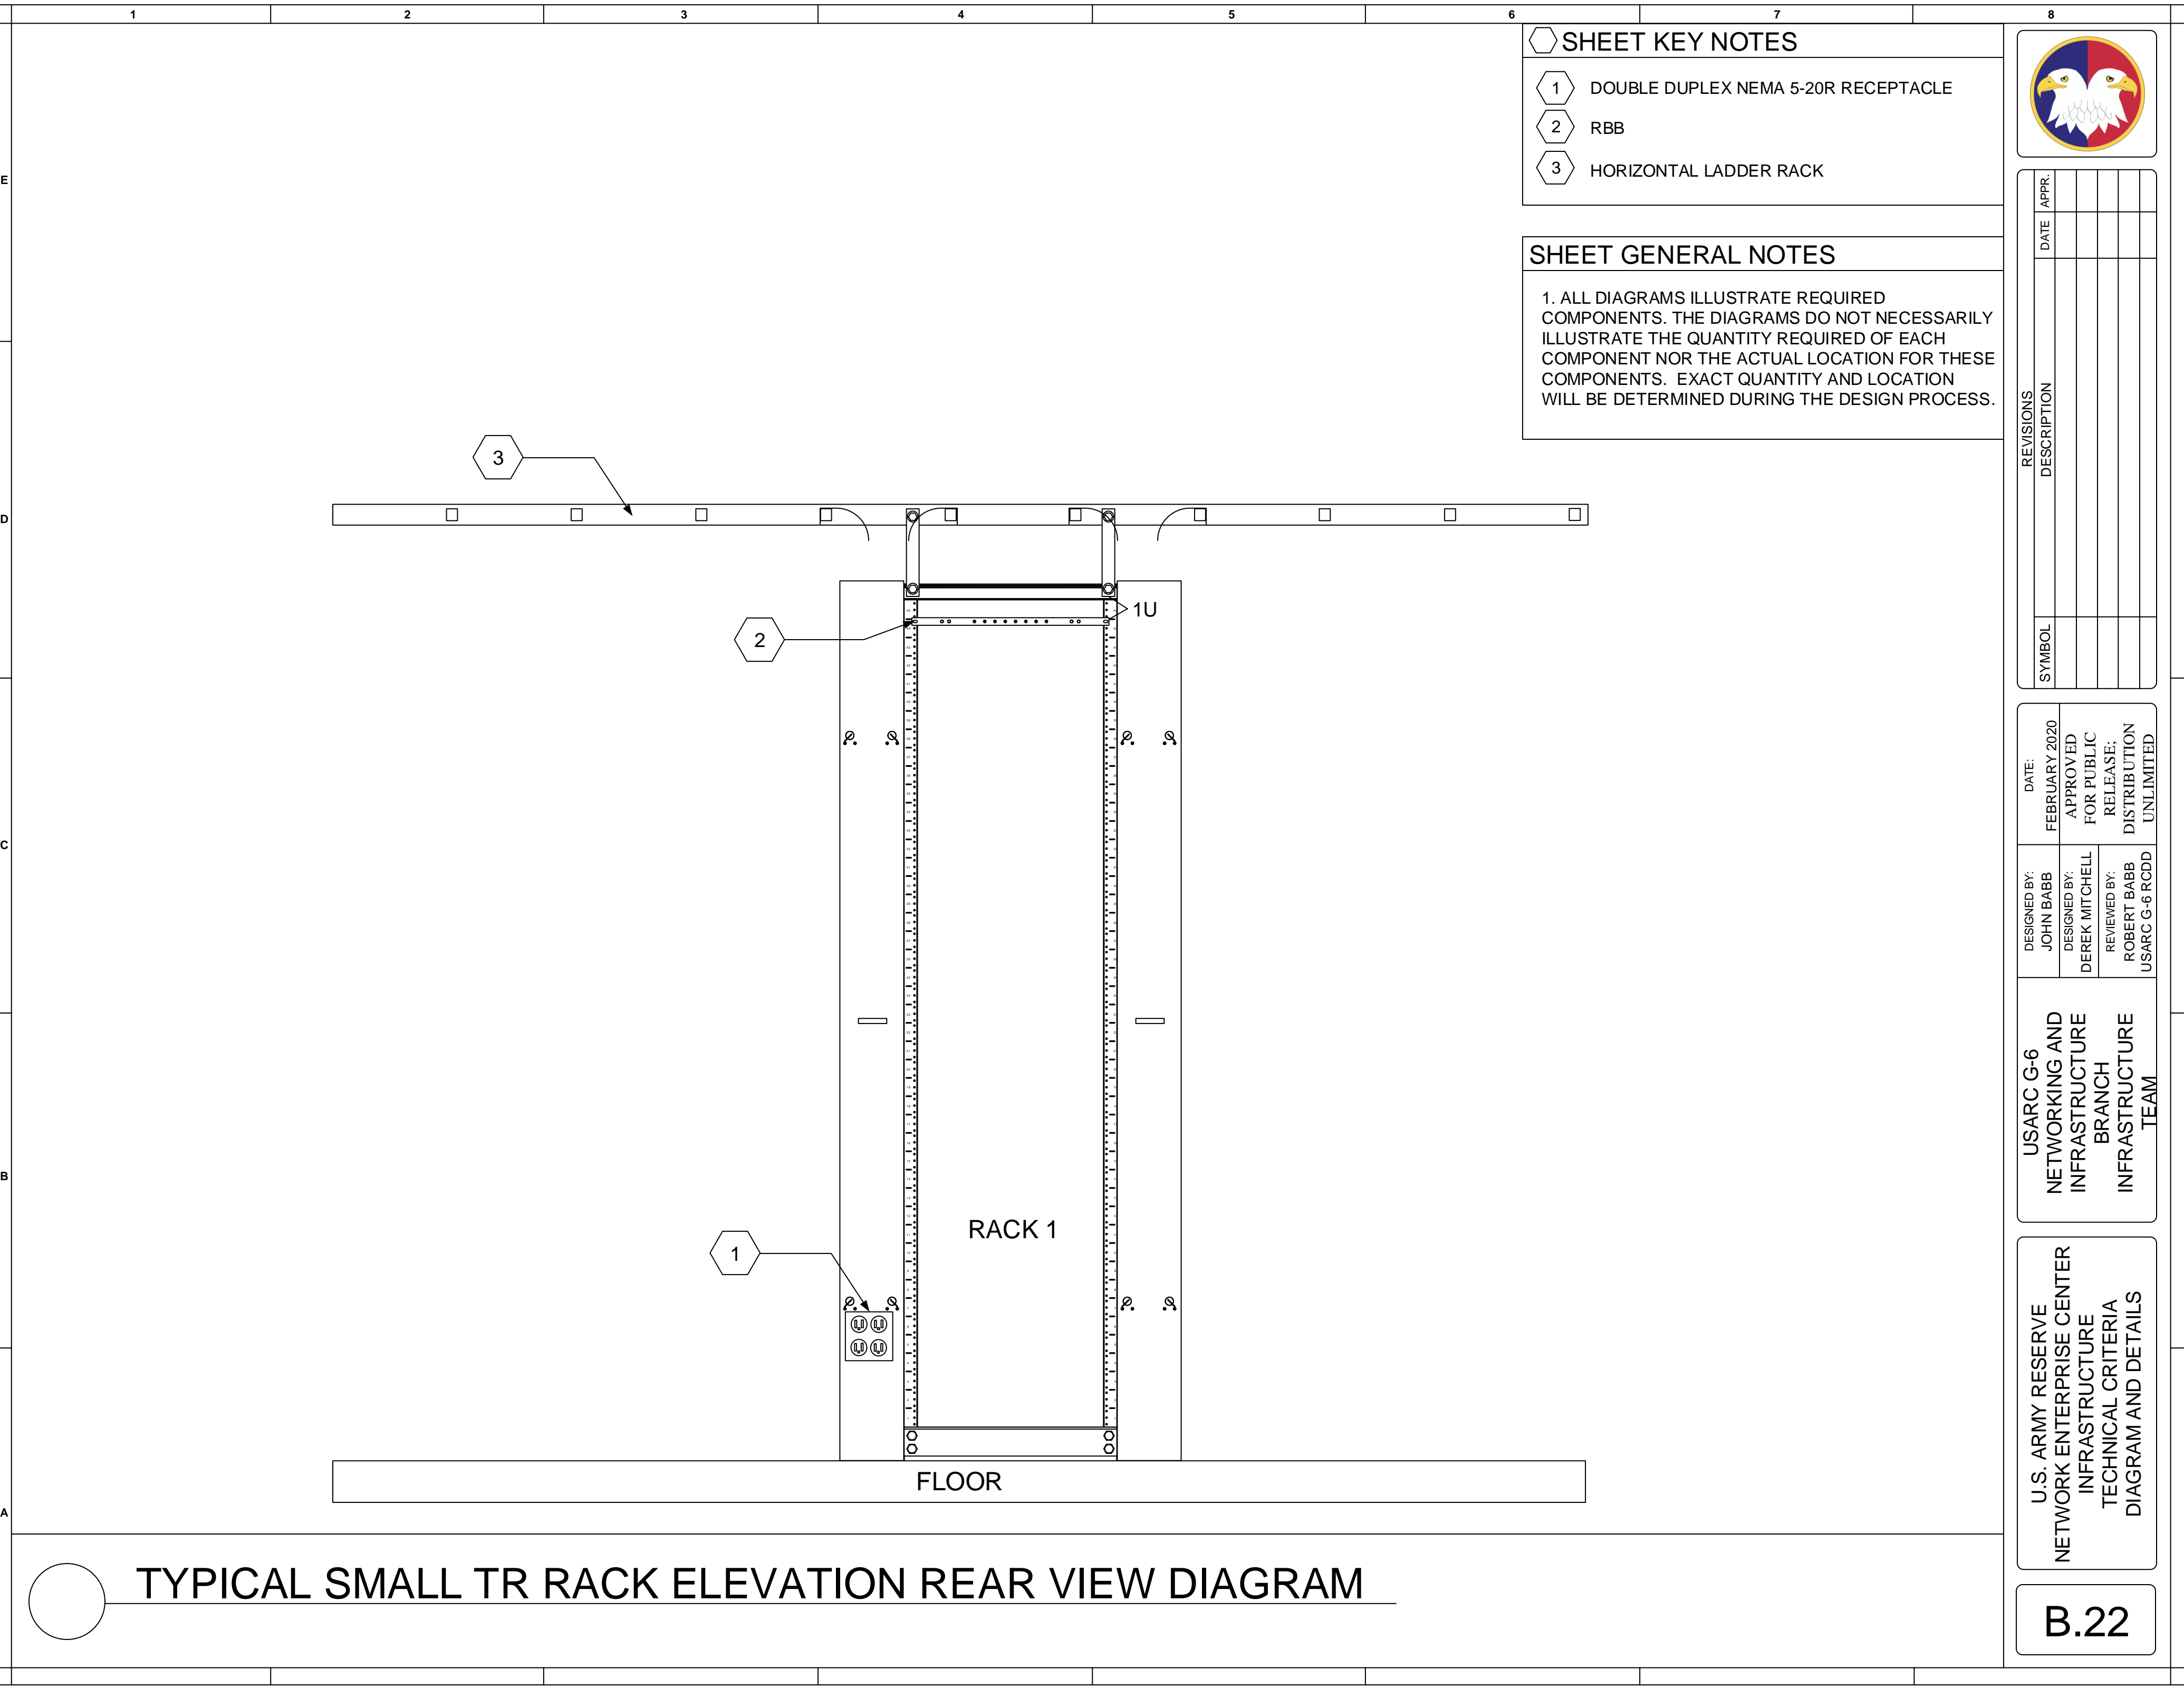 1 2 3 4 5 6 7 8
E
D
C
B
A
SHEET KEY NOTES
1 DOUBLE DUPLEX NEMA 5-20R RECEPTACLE
2 RBB
3 HORIZONTAL LADDER RACK
SHEET GENERAL NOTES
1. ALL DIAGRAMS ILLUSTRATE REQUIRED
COMPONENTS. THE DIAGRAMS DO NOT NECESSARILY
ILLUSTRATE THE QUANTITY REQUIRED OF EACH
COMPONENT NOR THE ACTUAL LOCATION FOR THESE
COMPONENTS. EXACT QUANTITY AND LOCATION
WILL BE DETERMINED DURING THE DESIGN PROCESS.
3
2
1U
1
RACK 1
FLOOR
TYPICAL SMALL TR RACK ELEVATION REAR VIEW DIAGRAM
REVISIONS
SYMBOL DESCRIPTION DATE APPR.
DATE:
FEBRUARY 2020
APPROVED
FOR PUBLIC
RELEASE;
DISTRIBUTION
UNLIMITED
DESIGNED BY:
JOHN BABB
DESIGNED BY:
DEREK MITCHELL
REVIEWED BY:
ROBERT BABB
USARC G-6 RCDD
USARC G-6
NETWORKING AND
INFRASTRUCTURE
BRANCH
INFRASTRUCTURE
TEAM
U.S. ARMY RESERVE
NETWORK ENTERPRISE CENTER
INFRASTRUCTURE
TECHNICAL CRITERIA
DIAGRAM AND DETAILS
B.22